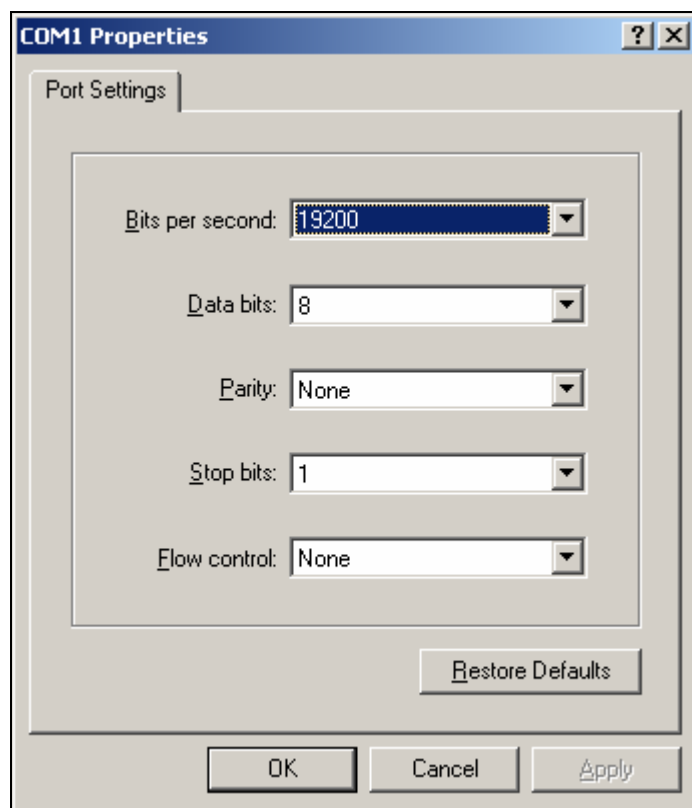 COM1 Properties
Port Settings
Bits per second: 19200
Data bits: 8
Parity: None
Stop bits: 1
Flow control: None
Restore Defaults
OK Cancel Apply